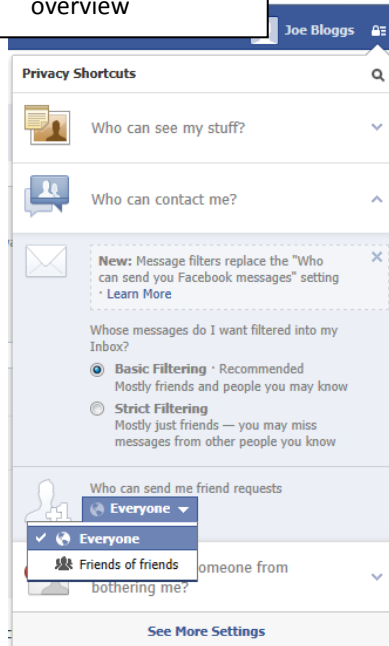 overview
Joe Bloggs
Privacy Shortcuts
Who can see my stuff?
Who can contact me?
New: Message filters replace the "Who
can send you Facebook messages" setting
· Learn More
Whose messages do I want filtered into my
Inbox?
Basic Filtering · Recommended
Mostly friends and people you may know
Strict Filtering
Mostly just friends — you may miss
messages from other people you know
Who can send me friend requests
+1
Everyone
Everyone
Friends of friends
omeone from
bothering me?
See More Settings